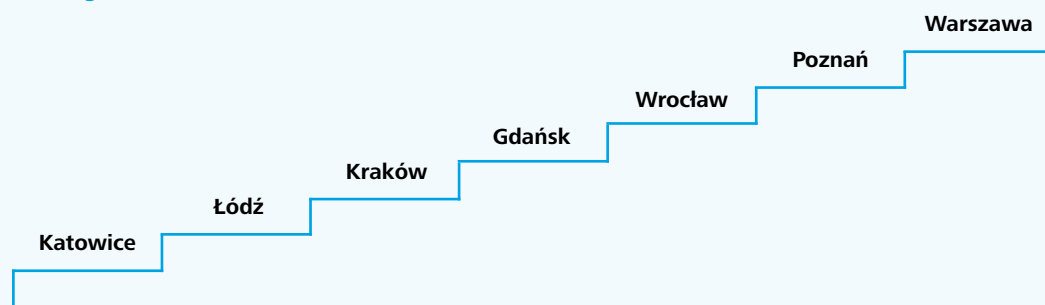 Warszawa
Poznań
Wrocław
Gdańsk
Kraków
Łódź
Katowice